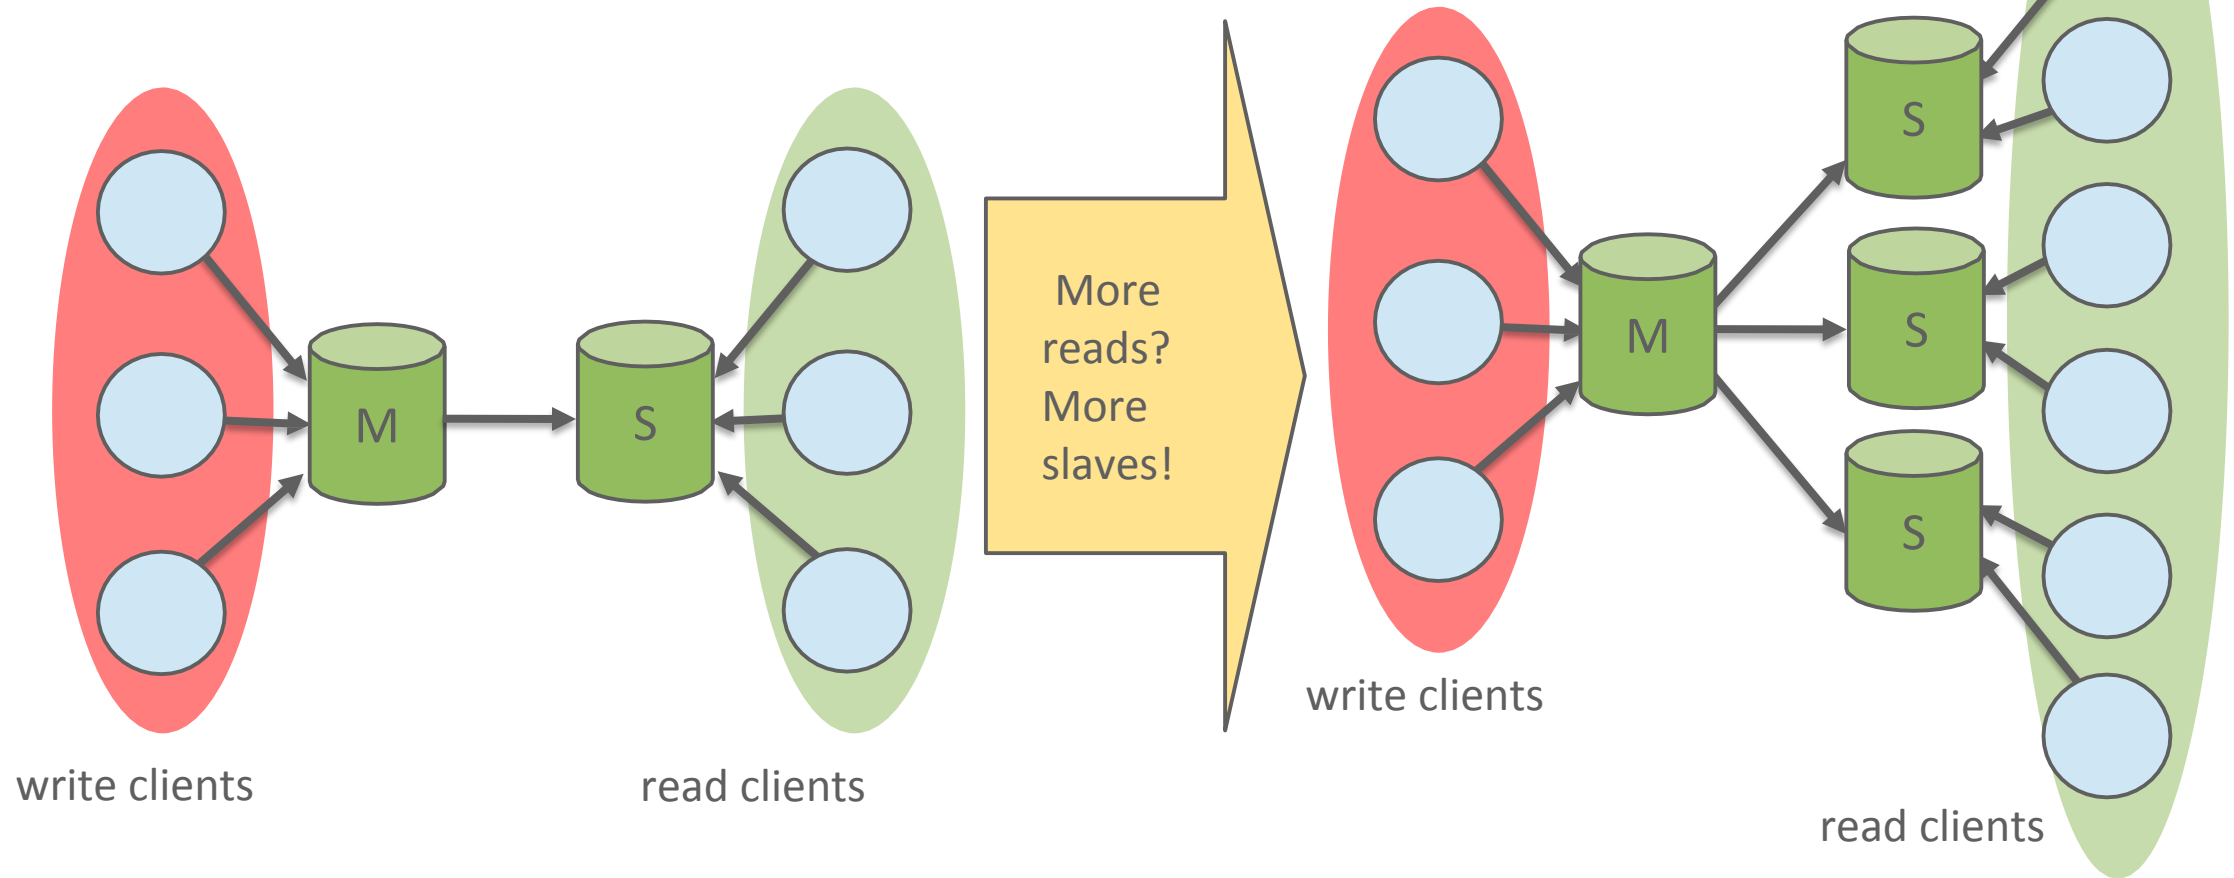 M
S
write clients
read clients
More
reads?
More
slaves!
M
S
S
S
write clients
read clients